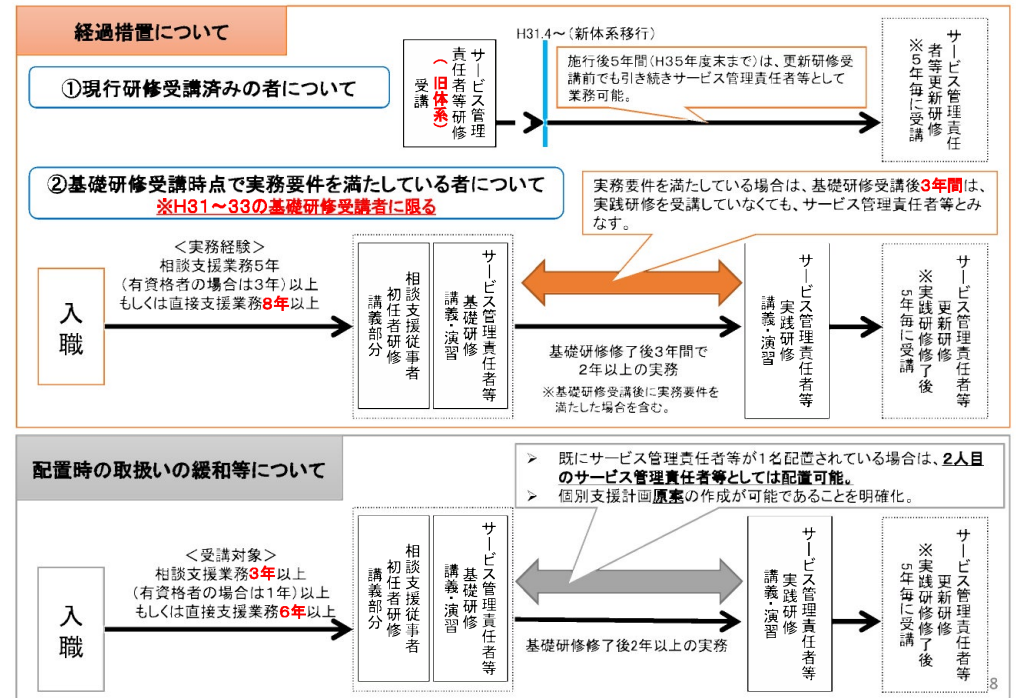 経過措置について
H31.4～(新体系移行)
①現行研修受講済みの者について
サービス管理
責任者等研修
(旧体系)
受講
施行後5年間(H35年度末まで)は、更新研修受
講前でも引き続きサービス管理責任者等として
業務可能。
サービス管理責任
者等更新研修
※5年毎に受講
②基礎研修受講時点で実務要件を満たしている者について
※H31～33の基礎研修受講者に限る
実務要件を満たしている場合は、基礎研修受講後3年間は、
実践研修を受講していなくても、サービス管理責任者等とみ
なす。
入職
＜実務経験＞
相談支援業務5年
(有資格者の場合は3年)以上
もしくは直接支援業務8年以上
相談支援従事者
初任者研修
講義部分
サービス管理責任者等
基礎研修
講義・演習
基礎研修修了後3年間で
2年以上の実務
※基礎研修受講後に実務要件を
満たした場合を含む。
サービス管理責任者等
実践研修
講義・演習
サービス管理責任者等
更新研修
※実践研修修了後
5年毎に受講
配置時の取扱いの緩和等について
➢ 既にサービス管理責任者等が1名配置されている場合は、2人目
のサービス管理責任者等としては配置可能。
➢ 個別支援計画原案の作成が可能であることを明確化。
入職
＜受講対象＞
相談支援業務3年以上
(有資格者の場合は1年)以上
もしくは直接支援業務6年以上
相談支援従事者
初任者研修
講義部分
サービス管理責任者等
基礎研修
講義・演習
基礎研修修了後2年以上の実務
サービス管理責任者等
実践研修
講義・演習
サービス管理責任者等
更新研修
※実践研修修了後
5年毎に受講
8